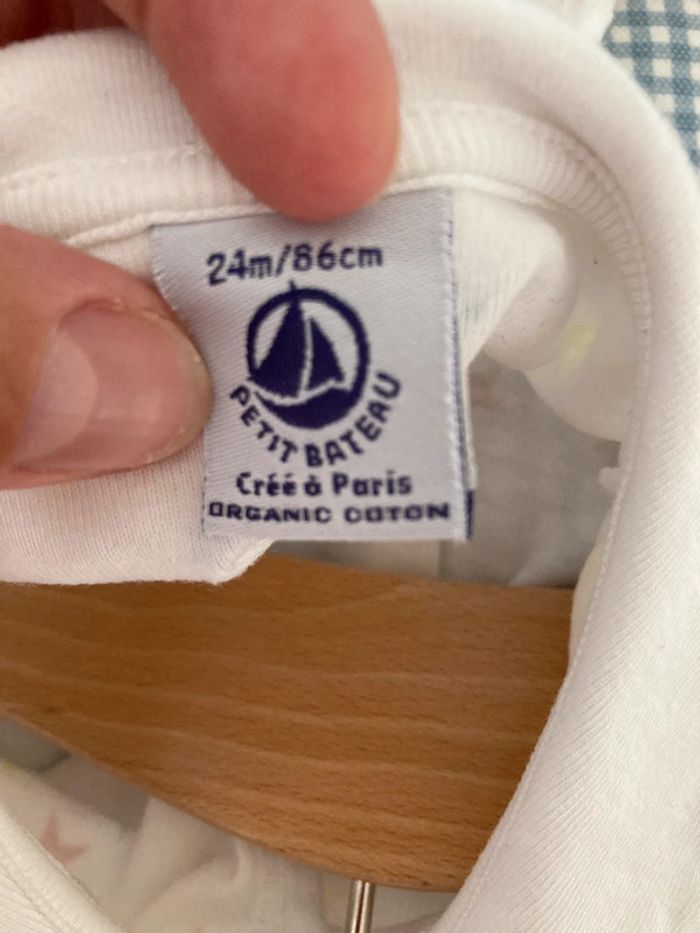 24m/86cm
PETIT BATEAU
Créé à Paris
ORGANIC COTON